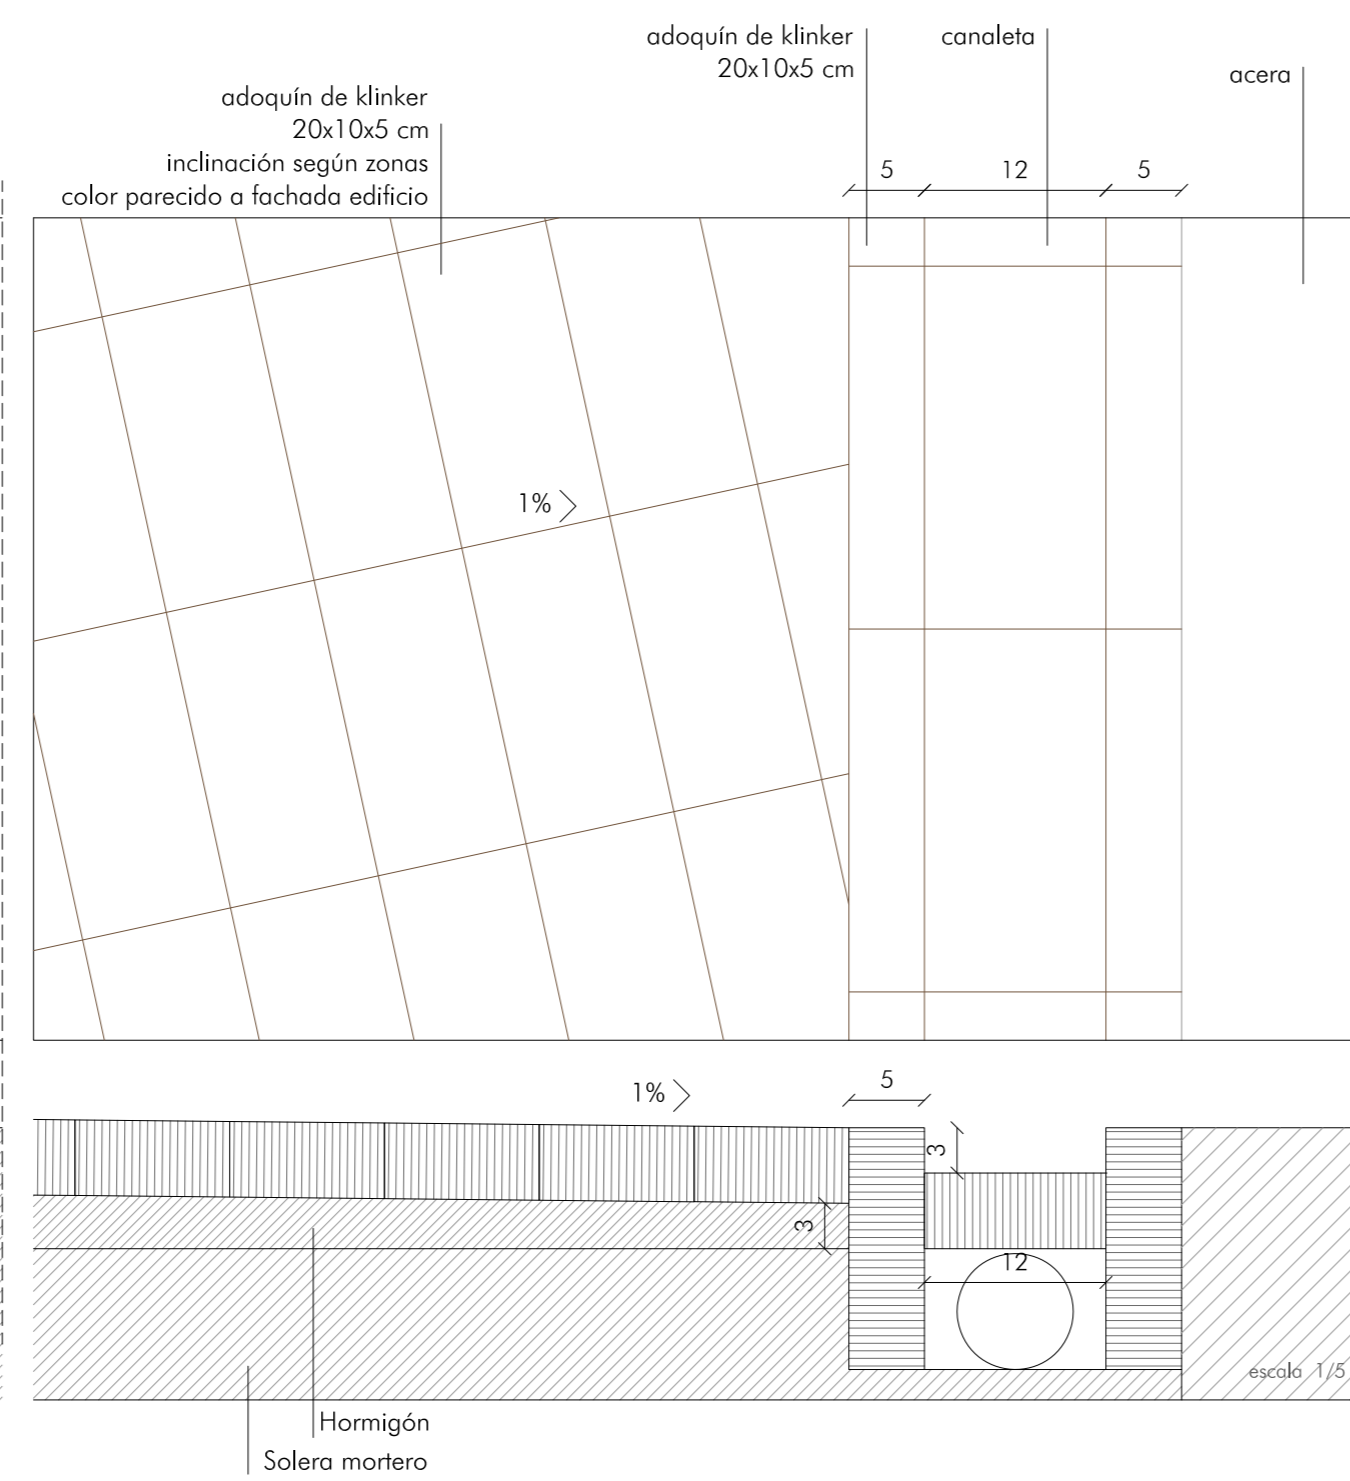 adoquín de klinker
20x10x5 cm
canaleta
acera
adoquín de klinker
20x10x5 cm
inclinación según zonas
color parecido a fachada edificio
5
12
5
1%
1%
5
3
3
12
escala 1/5
Hormigón
Solera mortero